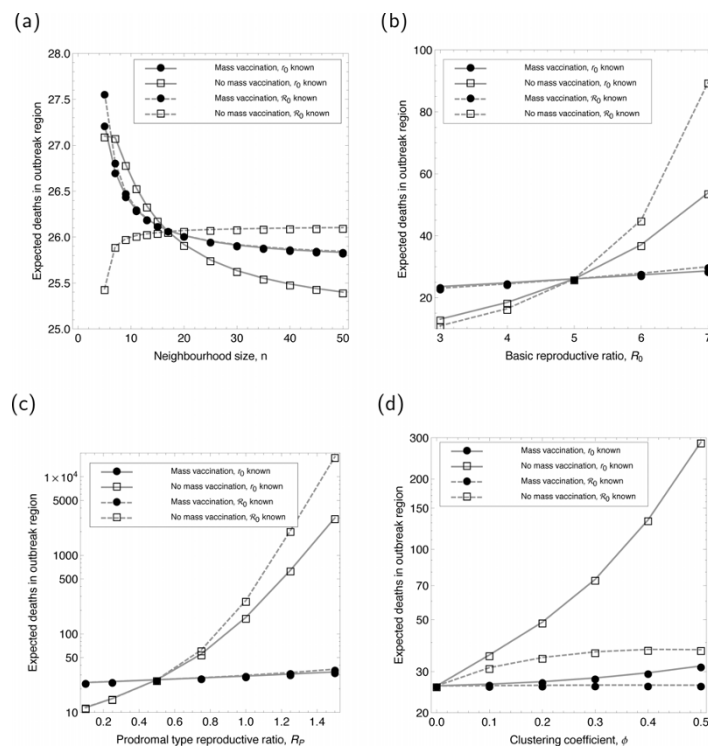 (a)
Expected deaths in outbreak region
28.0
27.5
27.0
26.5
26.0
25.5
25.0
0 10 20 30 40 50
Neighbourhood size, n
Mass vaccination, r₀ known
No mass vaccination, r₀ known
Mass vaccination, ℛ₀ known
No mass vaccination, ℛ₀ known
(b)
Expected deaths in outbreak region
100
80
60
40
20
3 4 5 6 7
Basic reproductive ratio, R₀
Mass vaccination, r₀ known
No mass vaccination, r₀ known
Mass vaccination, ℛ₀ known
No mass vaccination, ℛ₀ known
(c)
Expected deaths in outbreak region
1×10⁴
5000
1000
500
100
50
10
0.2 0.4 0.6 0.8 1.0 1.2 1.4
Prodromal type reproductive ratio, R_P
Mass vaccination, r₀ known
No mass vaccination, r₀ known
Mass vaccination, ℛ₀ known
No mass vaccination, ℛ₀ known
(d)
Expected deaths in outbreak region
300
200
150
100
70
50
30
20
0.0 0.1 0.2 0.3 0.4 0.5
Clustering coefficient, ϕ
Mass vaccination, r₀ known
No mass vaccination, r₀ known
Mass vaccination, ℛ₀ known
No mass vaccination, ℛ₀ known